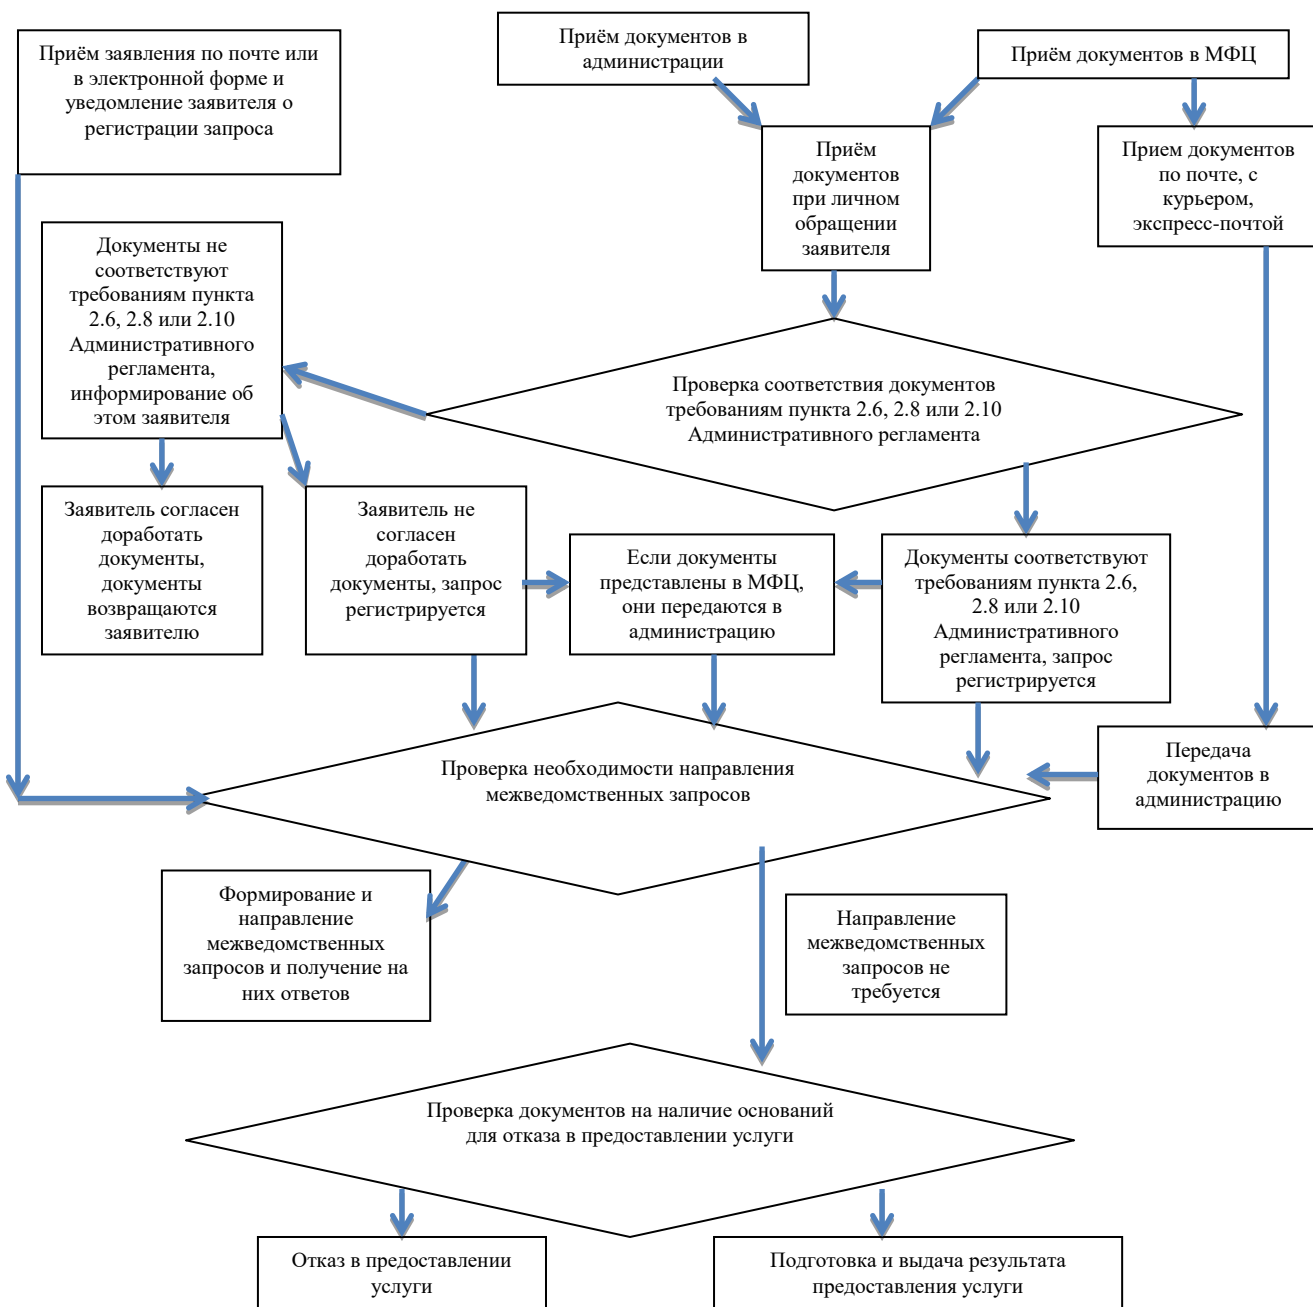 Приём заявления по почте или
в электронной форме и
уведомление заявителя о
регистрации запроса
Приём документов в
администрации
Приём документов в МФЦ
Приём
документов
при личном
обращении
заявителя
Прием документов
по почте, с
курьером,
экспресс-почтой
Документы не
соответствуют
требованиям пункта
2.6, 2.8 или 2.10
Административного
регламента,
информирование об
этом заявителя
Проверка соответствия документов
требованиям пункта 2.6, 2.8 или 2.10
Административного регламента
Заявитель согласен
доработать
документы,
документы
возвращаются
заявителю
Заявитель не
согласен
доработать
документы, запрос
регистрируется
Если документы
представлены в МФЦ,
они передаются в
администрацию
Документы соответствуют
требованиям пункта 2.6,
2.8 или 2.10
Административного
регламента, запрос
регистрируется
Проверка необходимости направления
межведомственных запросов
Передача
документов в
администрацию
Формирование и
направление
межведомственных
запросов и получение на
них ответов
Направление
межведомственных
запросов не
требуется
Проверка документов на наличие оснований
для отказа в предоставлении услуги
Отказ в предоставлении
услуги
Подготовка и выдача результата
предоставления услуги